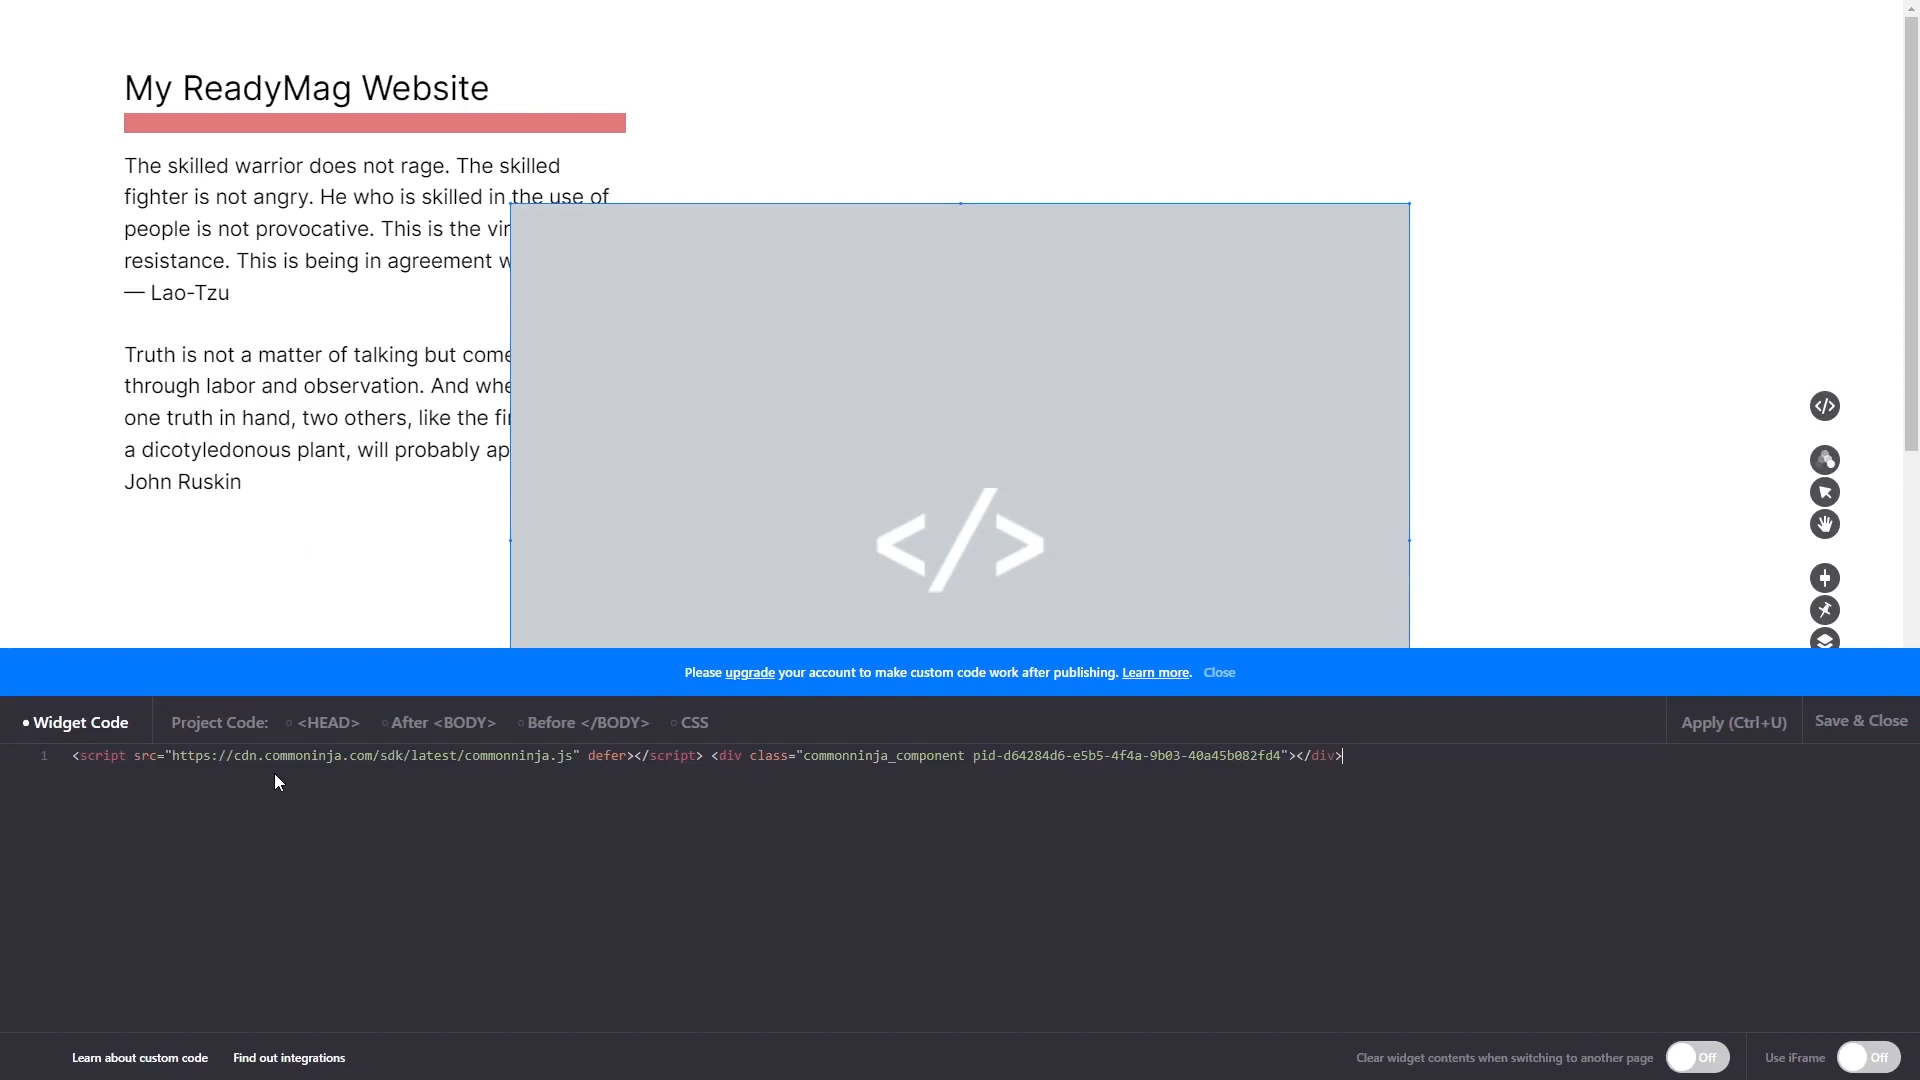 My ReadyMag Website
The skilled warrior does not rage. The skilled
fighter is not angry. He who is skilled in the use of
people is not provocative. This is the
resistance. This is being in agreement
— Lao-Tzu
Truth is not a matter of talking but
through labor and observation. And
one truth in hand, two others, like the
a dicotyledonous plant, will probably
John Ruskin
</>
Please upgrade your account to make custom code work after publishing. Learn more. Close
Widget Code Project Code: <HEAD> After <BODY> Before </BODY> CSS Apply (Ctrl+U) Save & Close
1 <script src="https://cdn.commoninja.com/sdk/latest/commonninja.js" defer></script> <div class="commonninja_component pid-d64284d6-e5b5-4f4a-9b03-40a45b082fd4"></div>
Learn about custom code Find out integrations Clear widget contents when switching to another page Off Use iFrame Off